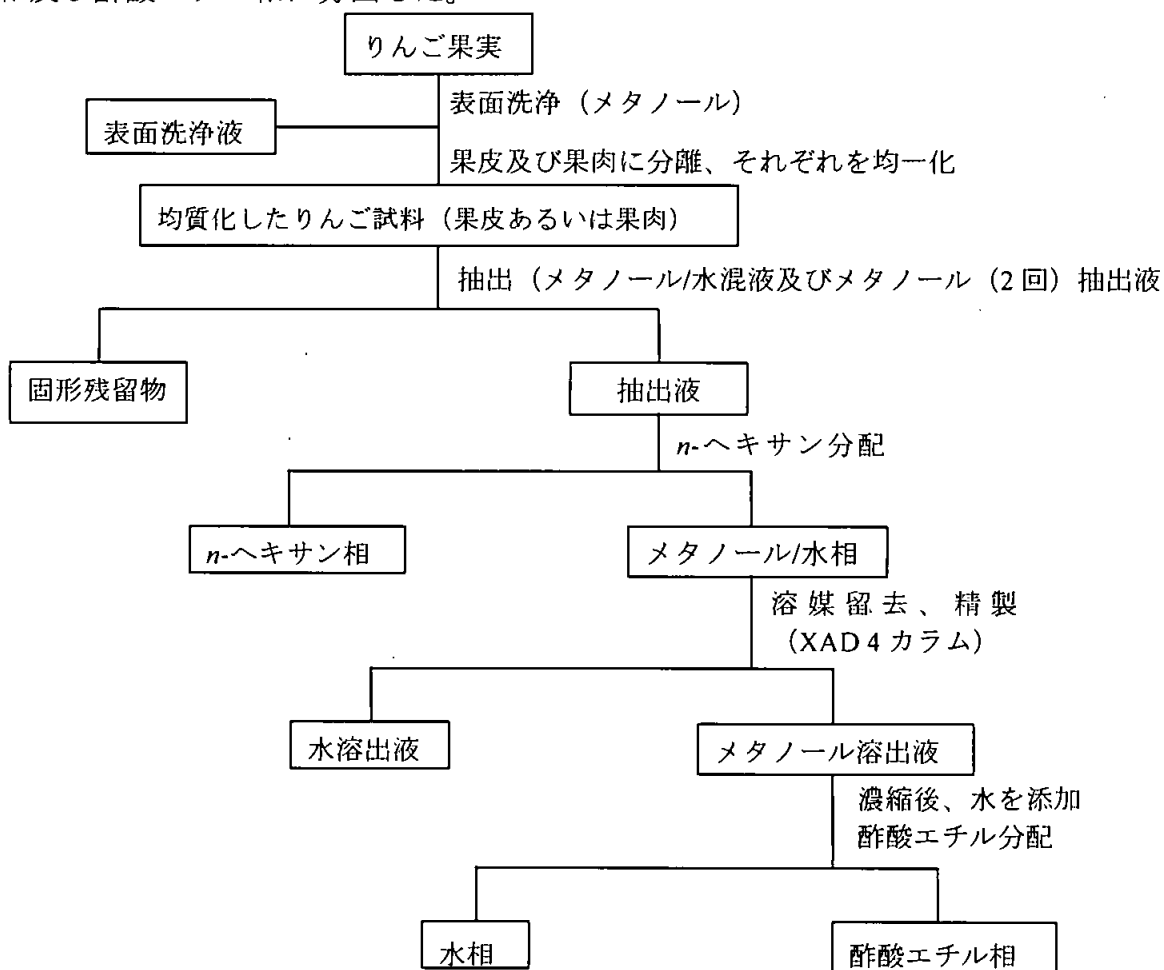 りんご果実
表面洗浄（メタノール）
表面洗浄液
果皮及び果肉に分離、それぞれを均一化
均質化したりんご試料（果皮あるいは果肉）
抽出（メタノール/水混液及びメタノール（2回）抽出液
固形残留物
抽出液
n-ヘキサン分配
n-ヘキサン相
メタノール/水相
溶媒留去、精製
（XAD 4 カラム）
水溶出液
メタノール溶出液
濃縮後、水を添加
酢酸エチル分配
水相
酢酸エチル相